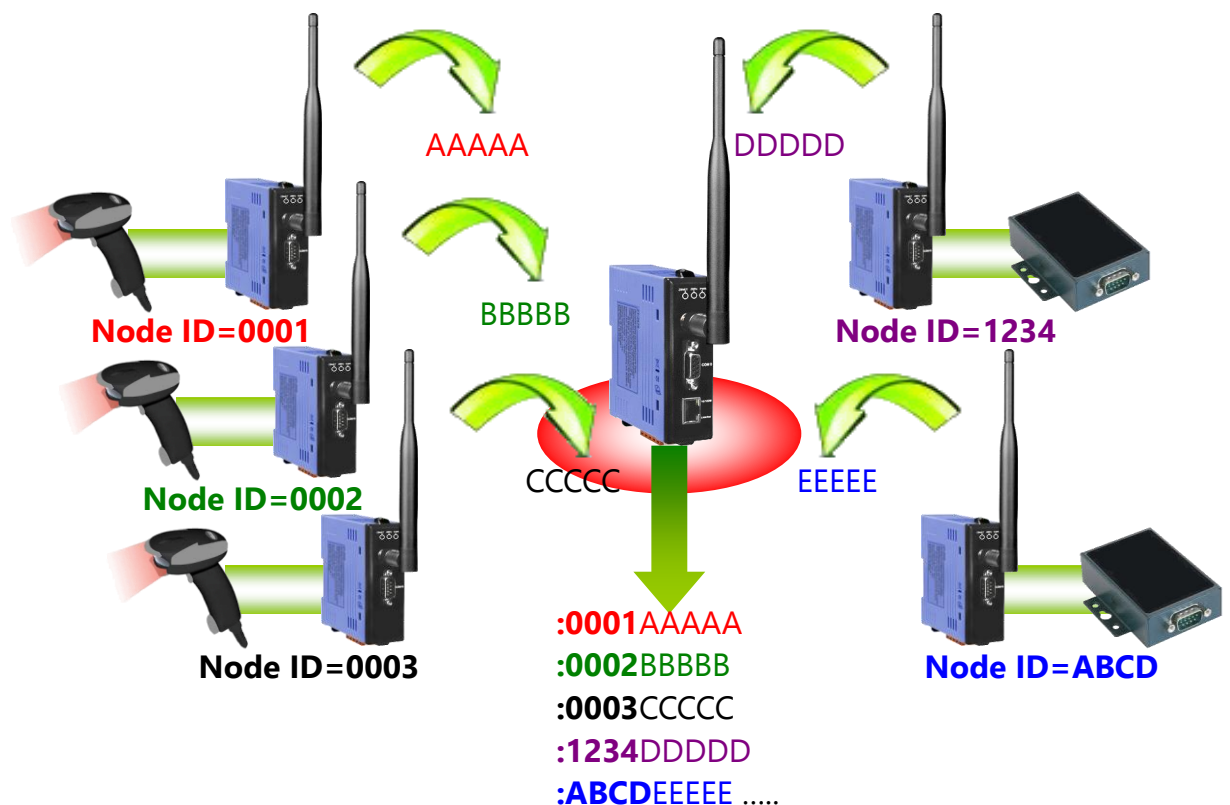 AAAAA
DDDDD
BBBBB
Node ID=0001
Node ID=1234
CCCCC
EEEEE
Node ID=0002
:0001AAAAA
Node ID=0003
:0002BBBBB
Node ID=ABCD
:0003CCCCC
:1234DDDDD
:ABCDEEEEE .....